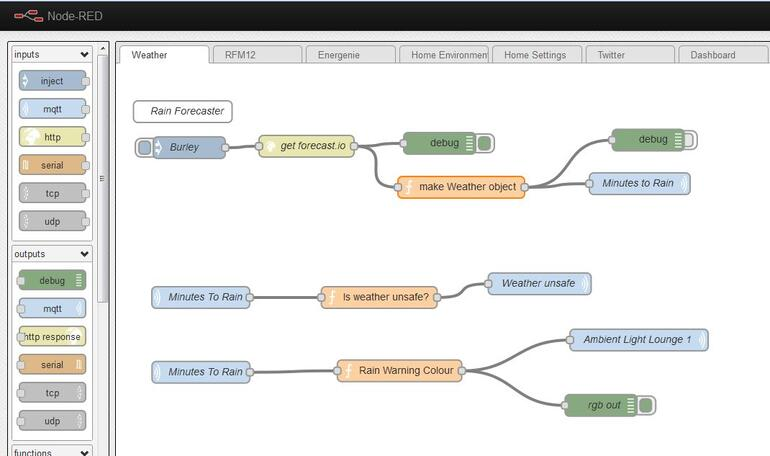 Node-RED
inputs
inject
mqtt
http
serial
tcp
udp
outputs
debug
mqtt
http response
serial
tcp
udp
functions
Weather
RFM12
Energenie
Home Environment
Home Settings
Twitter
Dashboard
Rain Forecaster
Burley
get forecast.io
debug
debug
make Weather object
Minutes to Rain
Minutes To Rain
Is weather unsafe?
Weather unsafe
Minutes To Rain
Rain Warning Colour
Ambient Light Lounge 1
rgb out